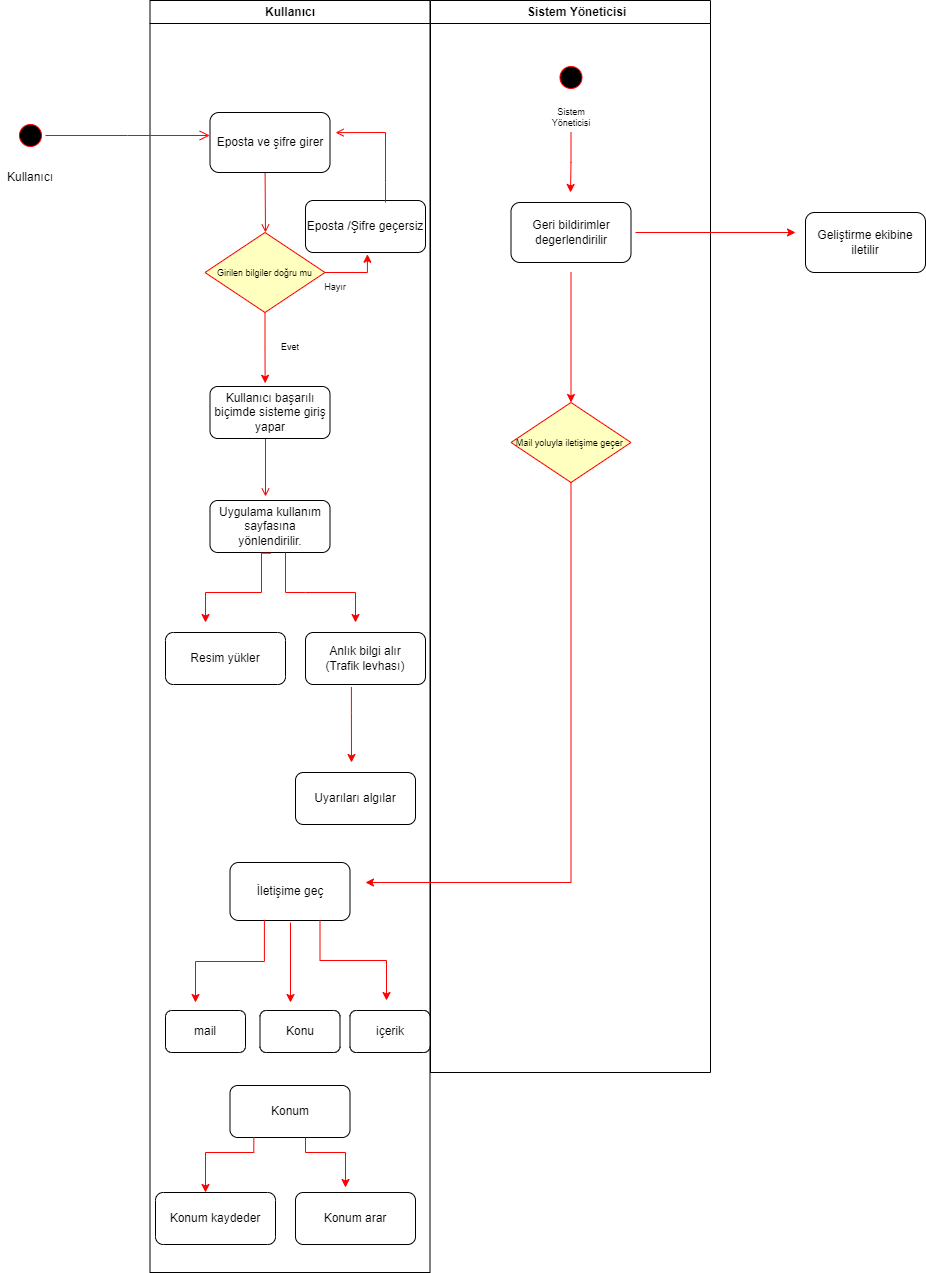 Kullanıcı
Sistem Yöneticisi
Kullanıcı
Eposta ve şifre girer
Eposta /Şifre geçersiz
Girilen bilgiler doğru mu
Hayır
Evet
Kullanıcı başarılı
biçimde sisteme giriş
yapar
Uygulama kullanım
sayfasına
yönlendirilir.
Resim yükler
Anlık bilgi alır
(Trafik levhası)
Uyarıları algılar
İletişime geç
mail
Konu
içerik
Konum
Konum kaydeder
Konum arar
Sistem
Yöneticisi
Geri bildirimler
değerlendirilir
Geliştirme ekibine
iletilir
Mail yoluyla iletişime geçer